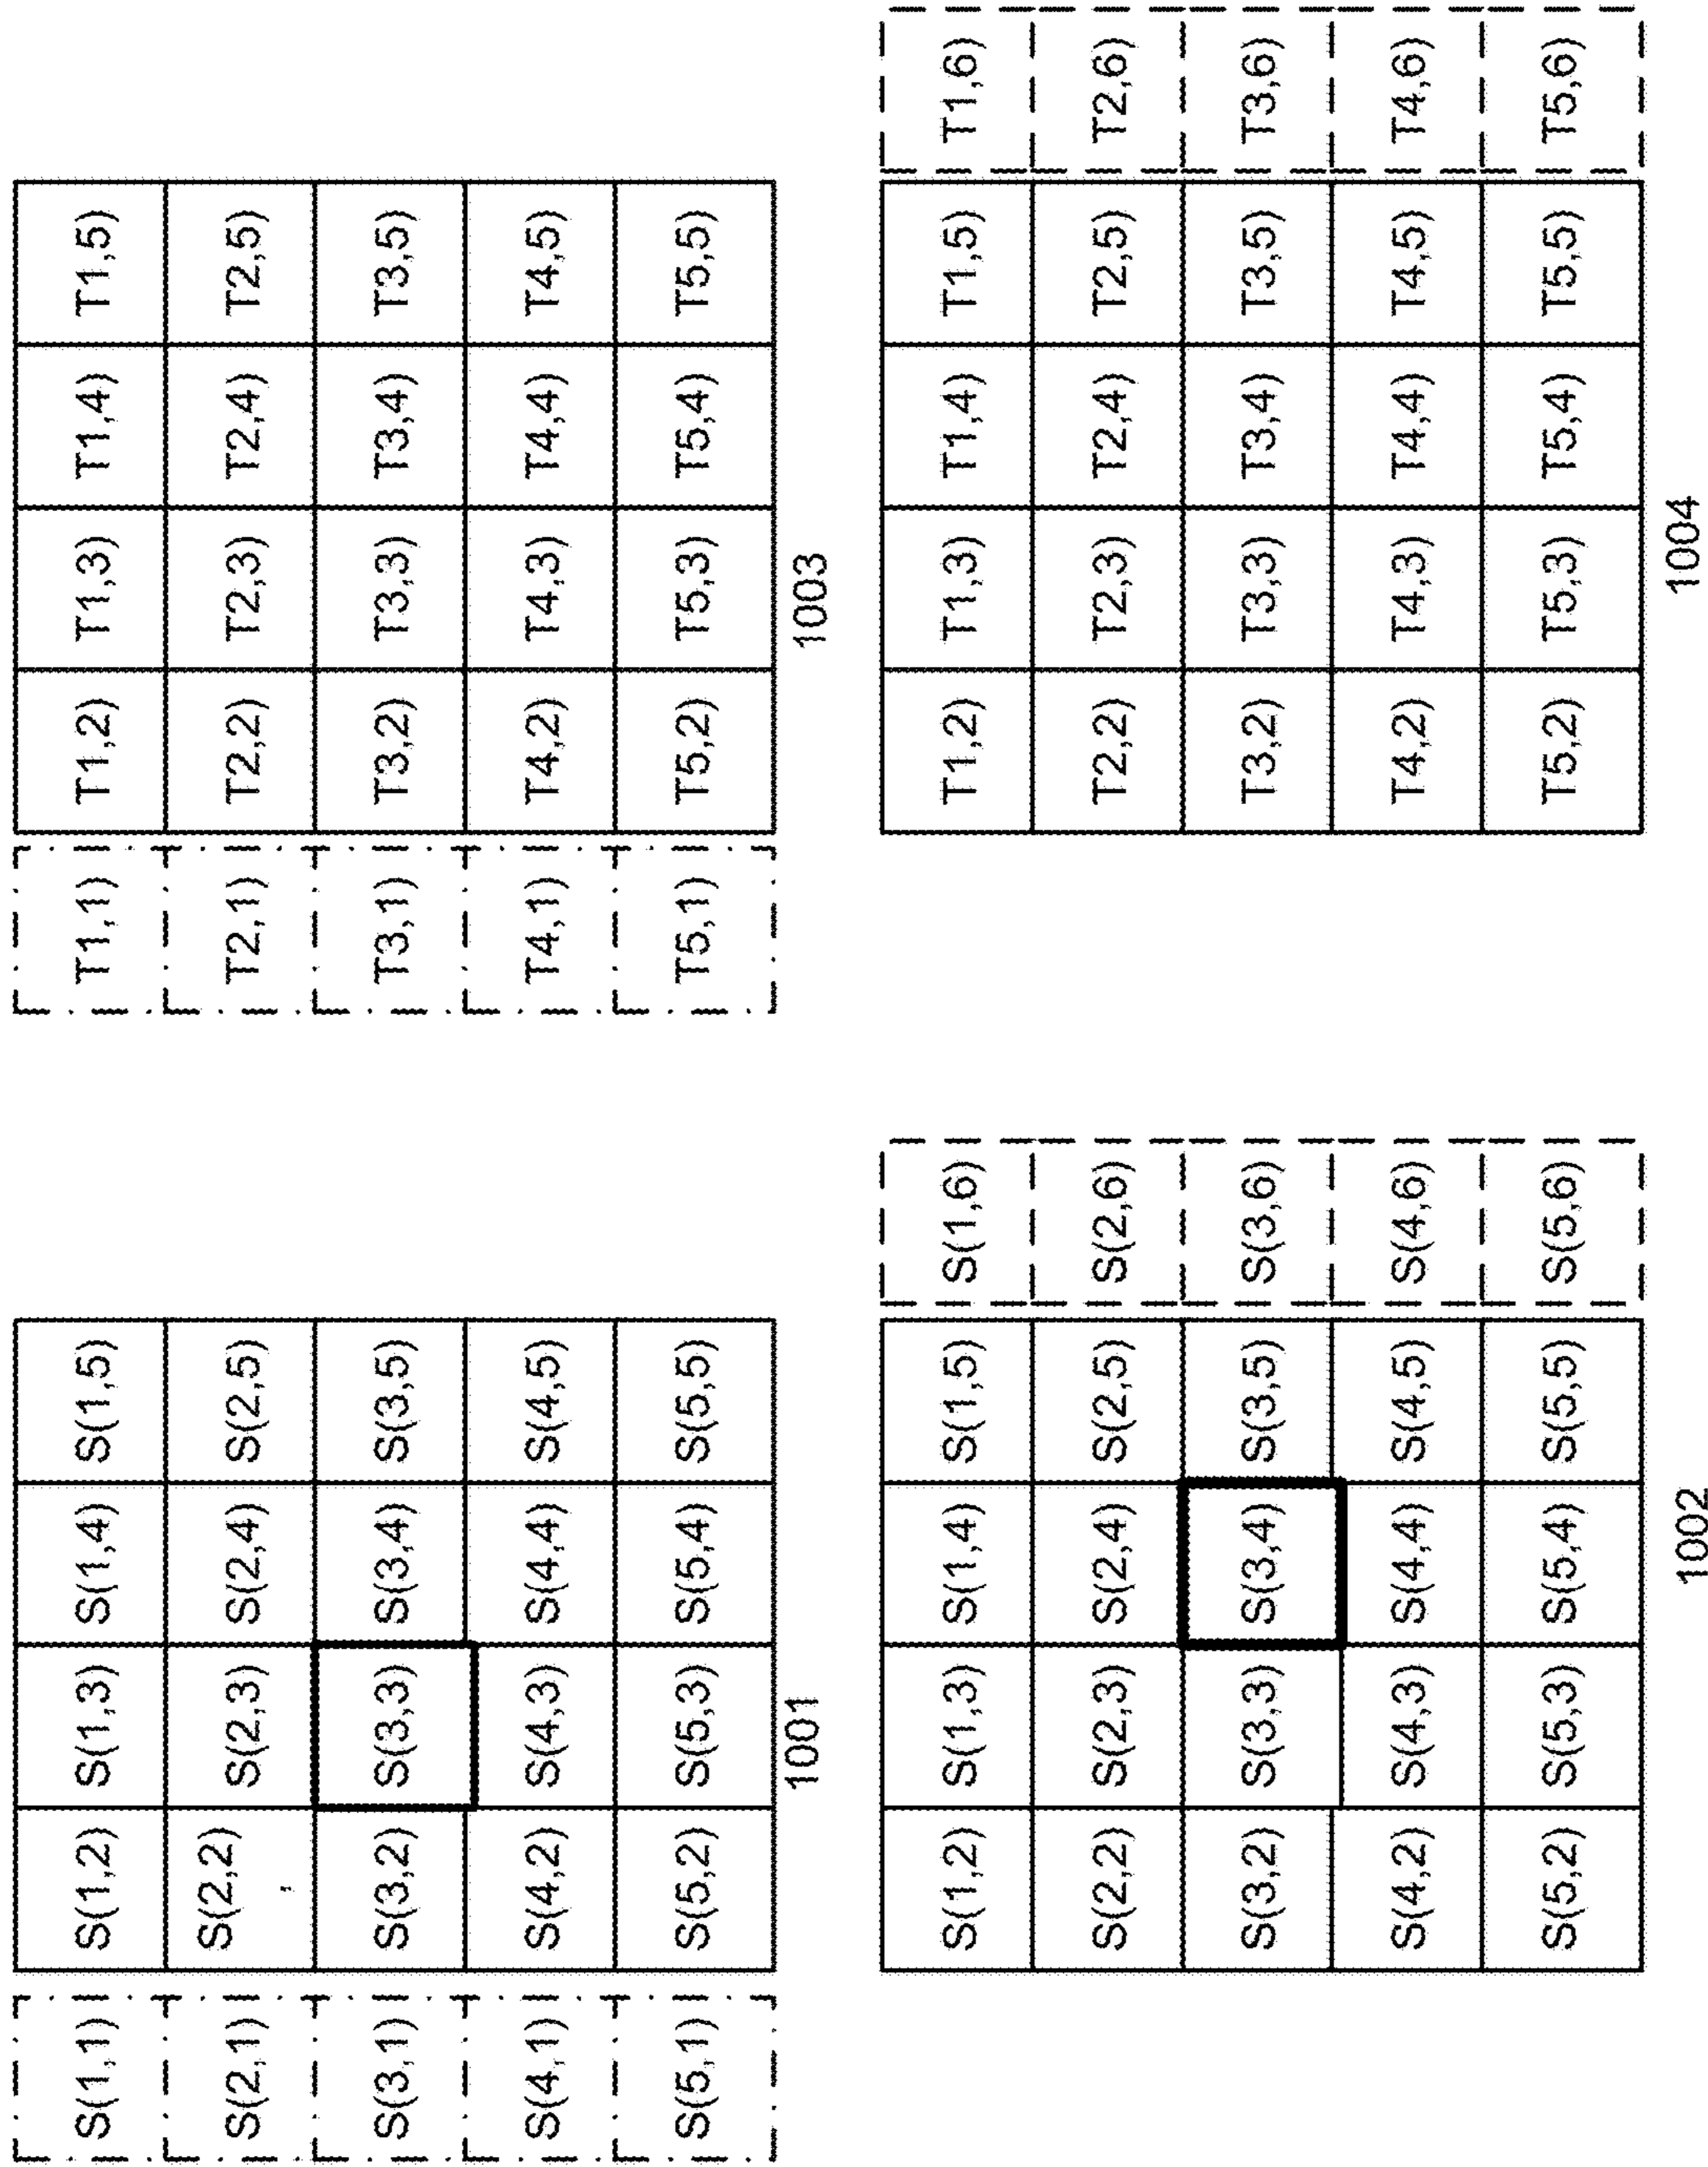 S(1,1) S(1,2) S(1,3) S(1,4) S(1,5)
S(2,1) S(2,2) S(2,3) S(2,4) S(2,5)
S(3,1) S(3,2) S(3,3) S(3,4) S(3,5)
S(4,1) S(4,2) S(4,3) S(4,4) S(4,5)
S(5,1) S(5,2) S(5,3) S(5,4) S(5,5)
1001
T1,1) T1,2) T1,3) T1,4) T1,5)
T2,1) T2,2) T2,3) T2,4) T2,5)
T3,1) T3,2) T3,3) T3,4) T3,5)
T4,1) T4,2) T4,3) T4,4) T4,5)
T5,1) T5,2) T5,3) T5,4) T5,5)
1003
S(1,2) S(1,3) S(1,4) S(1,5) S(1,6)
S(2,2) S(2,3) S(2,4) S(2,5) S(2,6)
S(3,2) S(3,3) S(3,4) S(3,5) S(3,6)
S(4,2) S(4,3) S(4,4) S(4,5) S(4,6)
S(5,2) S(5,3) S(5,4) S(5,5) S(5,6)
1002
T1,2) T1,3) T1,4) T1,5) T1,6)
T2,2) T2,3) T2,4) T2,5) T2,6)
T3,2) T3,3) T3,4) T3,5) T3,6)
T4,2) T4,3) T4,4) T4,5) T4,6)
T5,2) T5,3) T5,4) T5,5) T5,6)
1004